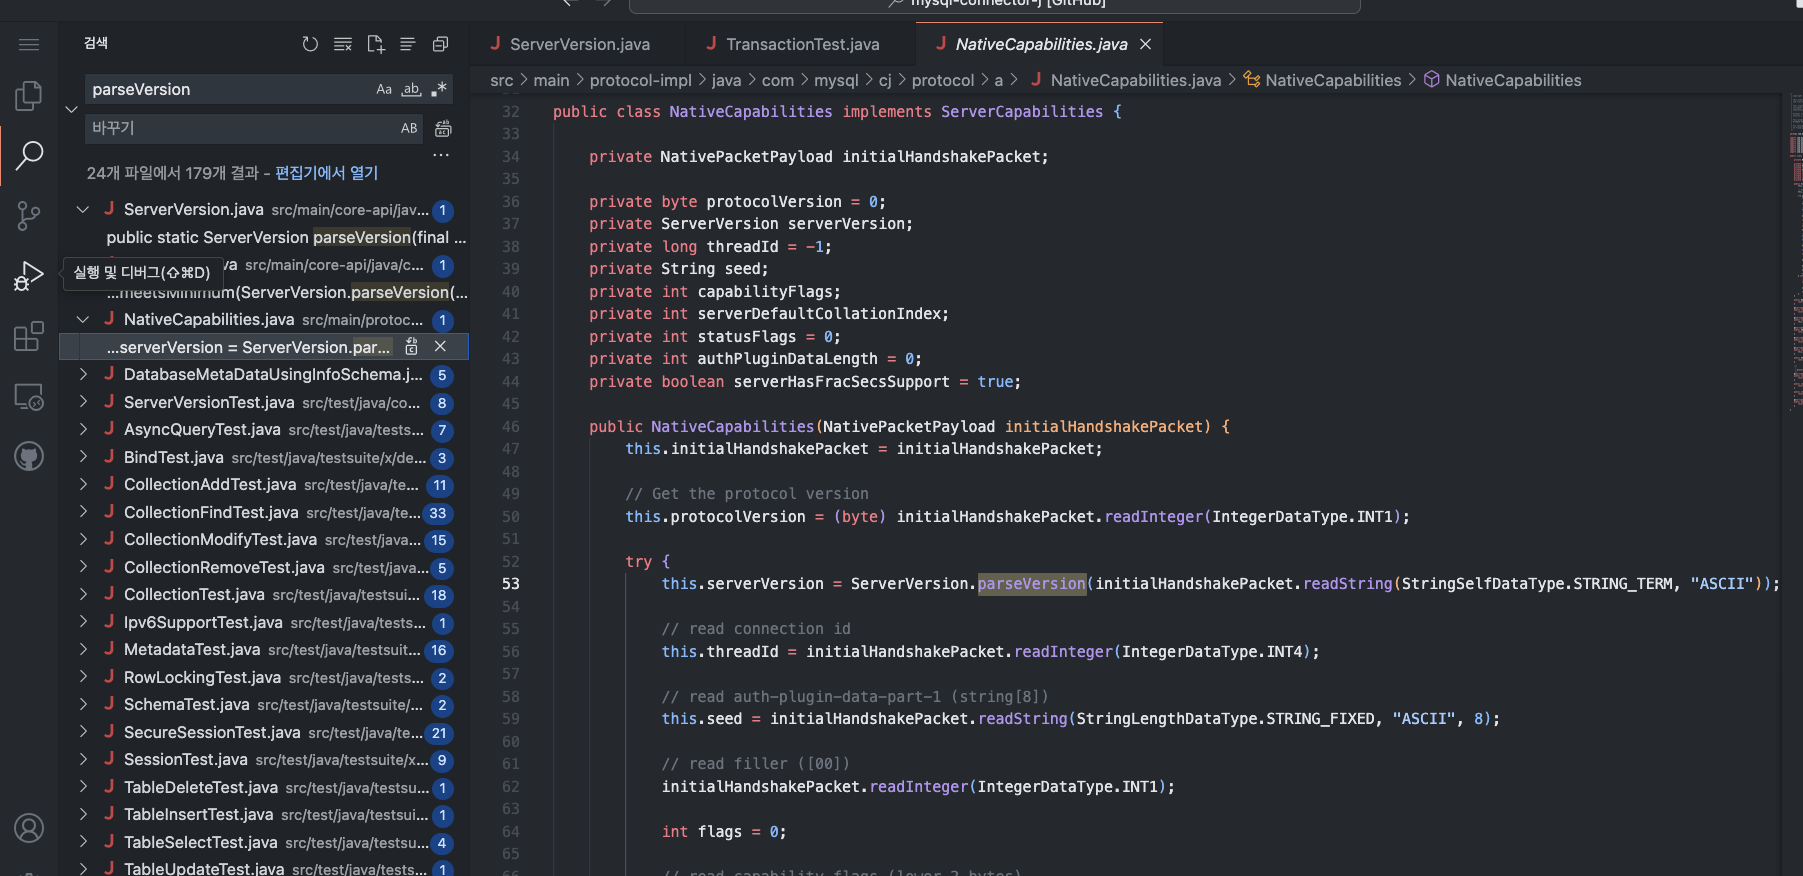 mysql-connector-j [GitHub]
검색
parseVersion
Aa
ab
.*
바꾸기
AB
...
24개 파일에서 179개 결과 - 편집기에서 열기
ServerVersion.java src/main/core-api/jav... 1
public static ServerVersion parseVersion(final ...
실행 및 디버그(⇧⌘D)
va src/main/core-api/java/c... 1
...meetsMinimum(ServerVersion.parseVersion(...
NativeCapabilities.java src/main/protoc... 1
...serverVersion = ServerVersion.par...
DatabaseMetaDataUsingInfoSchema.j... 5
ServerVersionTest.java src/test/java/co... 8
AsyncQueryTest.java src/test/java/tests... 7
BindTest.java src/test/java/testsuite/x/de... 3
CollectionAddTest.java src/test/java/te... 11
CollectionFindTest.java src/test/java/te... 33
CollectionModifyTest.java src/test/java... 15
CollectionRemoveTest.java src/test/java... 5
CollectionTest.java src/test/java/testsui... 18
Ipv6SupportTest.java src/test/java/tests... 1
MetadataTest.java src/test/java/testsuit... 16
RowLockingTest.java src/test/java/tests... 2
SchemaTest.java src/test/java/testsuite/... 2
SecureSessionTest.java src/test/java/te... 21
SessionTest.java src/test/java/testsuite/x... 9
TableDeleteTest.java src/test/java/testsu... 1
TableInsertTest.java src/test/java/testsui... 1
TableSelectTest.java src/test/java/testsu... 4
TableUpdateTest.java src/test/java/tests... 1
ServerVersion.java
TransactionTest.java
NativeCapabilities.java
src > main > protocol-impl > java > com > mysql > cj > protocol > a > NativeCapabilities.java > NativeCapabilities > NativeCapabilities
32 public class NativeCapabilities implements ServerCapabilities {
33
34 private NativePacketPayload initialHandshakePacket;
35
36 private byte protocolVersion = 0;
37 private ServerVersion serverVersion;
38 private long threadId = -1;
39 private String seed;
40 private int capabilityFlags;
41 private int serverDefaultCollationIndex;
42 private int statusFlags = 0;
43 private int authPluginDataLength = 0;
44 private boolean serverHasFracSecsSupport = true;
45
46 public NativeCapabilities(NativePacketPayload initialHandshakePacket) {
47 this.initialHandshakePacket = initialHandshakePacket;
48
49 // Get the protocol version
50 this.protocolVersion = (byte) initialHandshakePacket.readInteger(IntegerDataType.INT1);
51
52 try {
53 this.serverVersion = ServerVersion.parseVersion(initialHandshakePacket.readString(StringSelfDataType.STRING_TERM, "ASCII"));
54
55 // read connection id
56 this.threadId = initialHandshakePacket.readInteger(IntegerDataType.INT4);
57
58 // read auth-plugin-data-part-1 (string[8])
59 this.seed = initialHandshakePacket.readString(StringLengthDataType.STRING_FIXED, "ASCII", 8);
60
61 // read filler ([00])
62 initialHandshakePacket.readInteger(IntegerDataType.INT1);
63
64 int flags = 0;
65
66 // read capability flags (lower 2 bytes)